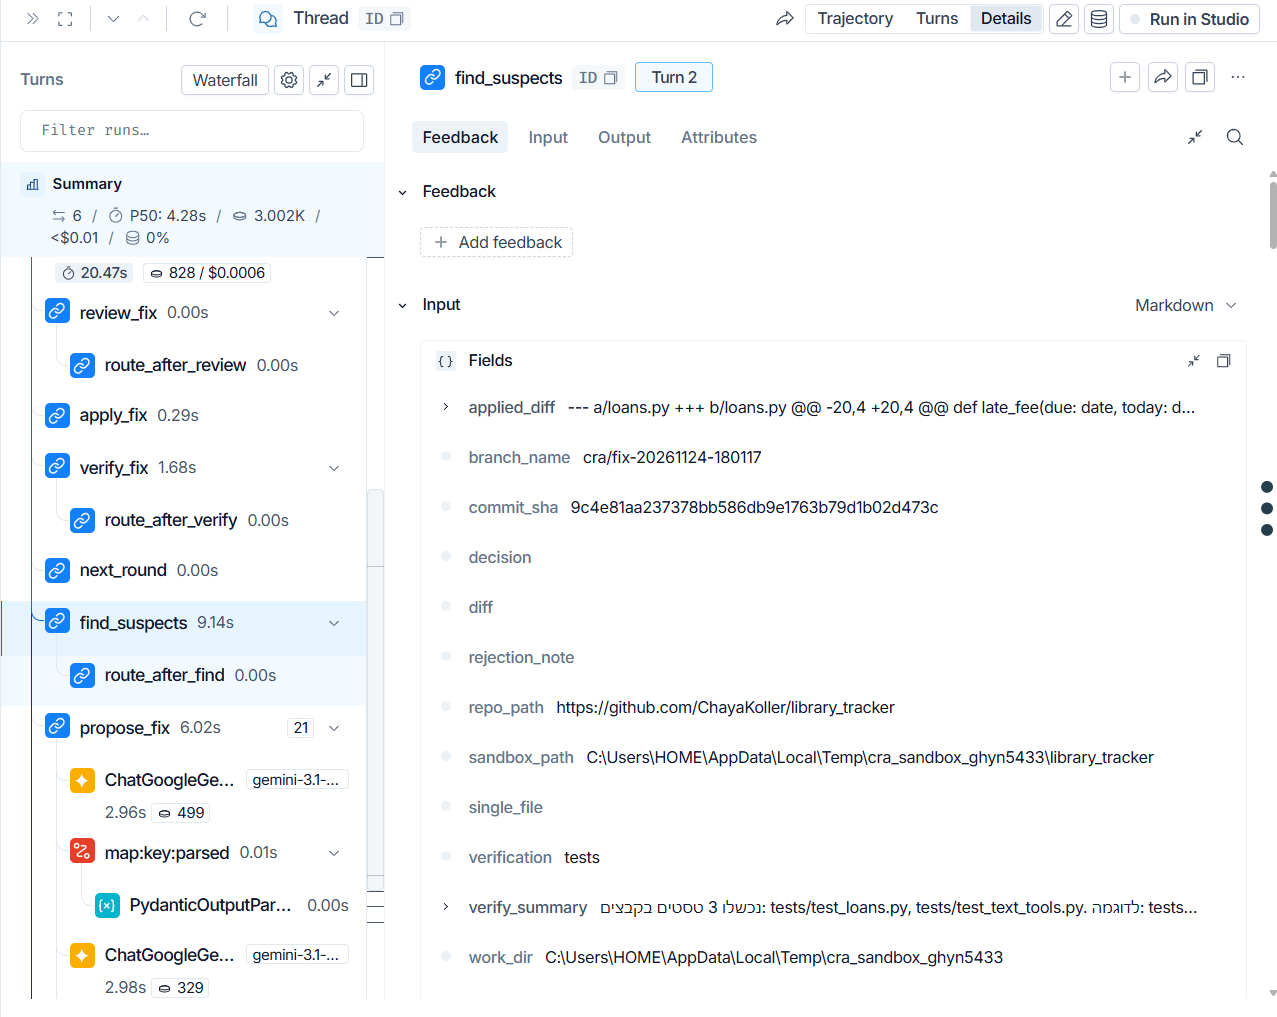 Thread ID
Trajectory Turns Details Run in Studio
Turns Waterfall
Filter runs…
Summary
6 / P50: 4.28s / 3.002K /
<$0.01 / 0%
20.47s 828 / $0.0006
review_fix 0.00s
route_after_review 0.00s
apply_fix 0.29s
verify_fix 1.68s
route_after_verify 0.00s
next_round 0.00s
find_suspects 9.14s
route_after_find 0.00s
propose_fix 6.02s 21
ChatGoogleGe... gemini-3.1-...
2.96s 499
map:key:parsed 0.01s
PydanticOutputPar... 0.00s
ChatGoogleGe... gemini-3.1-...
2.98s 329
find_suspects ID Turn 2
Feedback Input Output Attributes
Feedback
Add feedback
Input Markdown
{} Fields
applied_diff --- a/loans.py +++ b/loans.py @@ -20,4 +20,4 @@ def late_fee(due: date, today: d...
branch_name cra/fix-20261124-180117
commit_sha 9c4e81aa237378bb586db9e1763b79d1b02d473c
decision
diff
rejection_note
repo_path https://github.com/ChayaKoller/library_tracker
sandbox_path C:\Users\HOME\AppData\Local\Temp\cra_sandbox_ghyn5433\library_tracker
single_file
verification tests
verify_summary נכשלו 3 טסטים בקבצים: tests/test_loans.py, tests/test_text_tools.py. לדוגמה: tests...
work_dir C:\Users\HOME\AppData\Local\Temp\cra_sandbox_ghyn5433